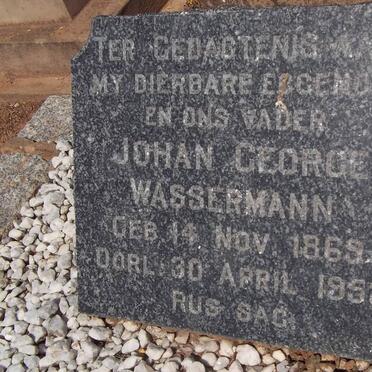 TER GEDAGTENIS
MY DIERBARE EGGENO
EN ONS VADER
JOHAN GEORGE
WASSERMANN
GEB. 14 NOV. 1869
OORL. 30 APRIL
RUS SAG.